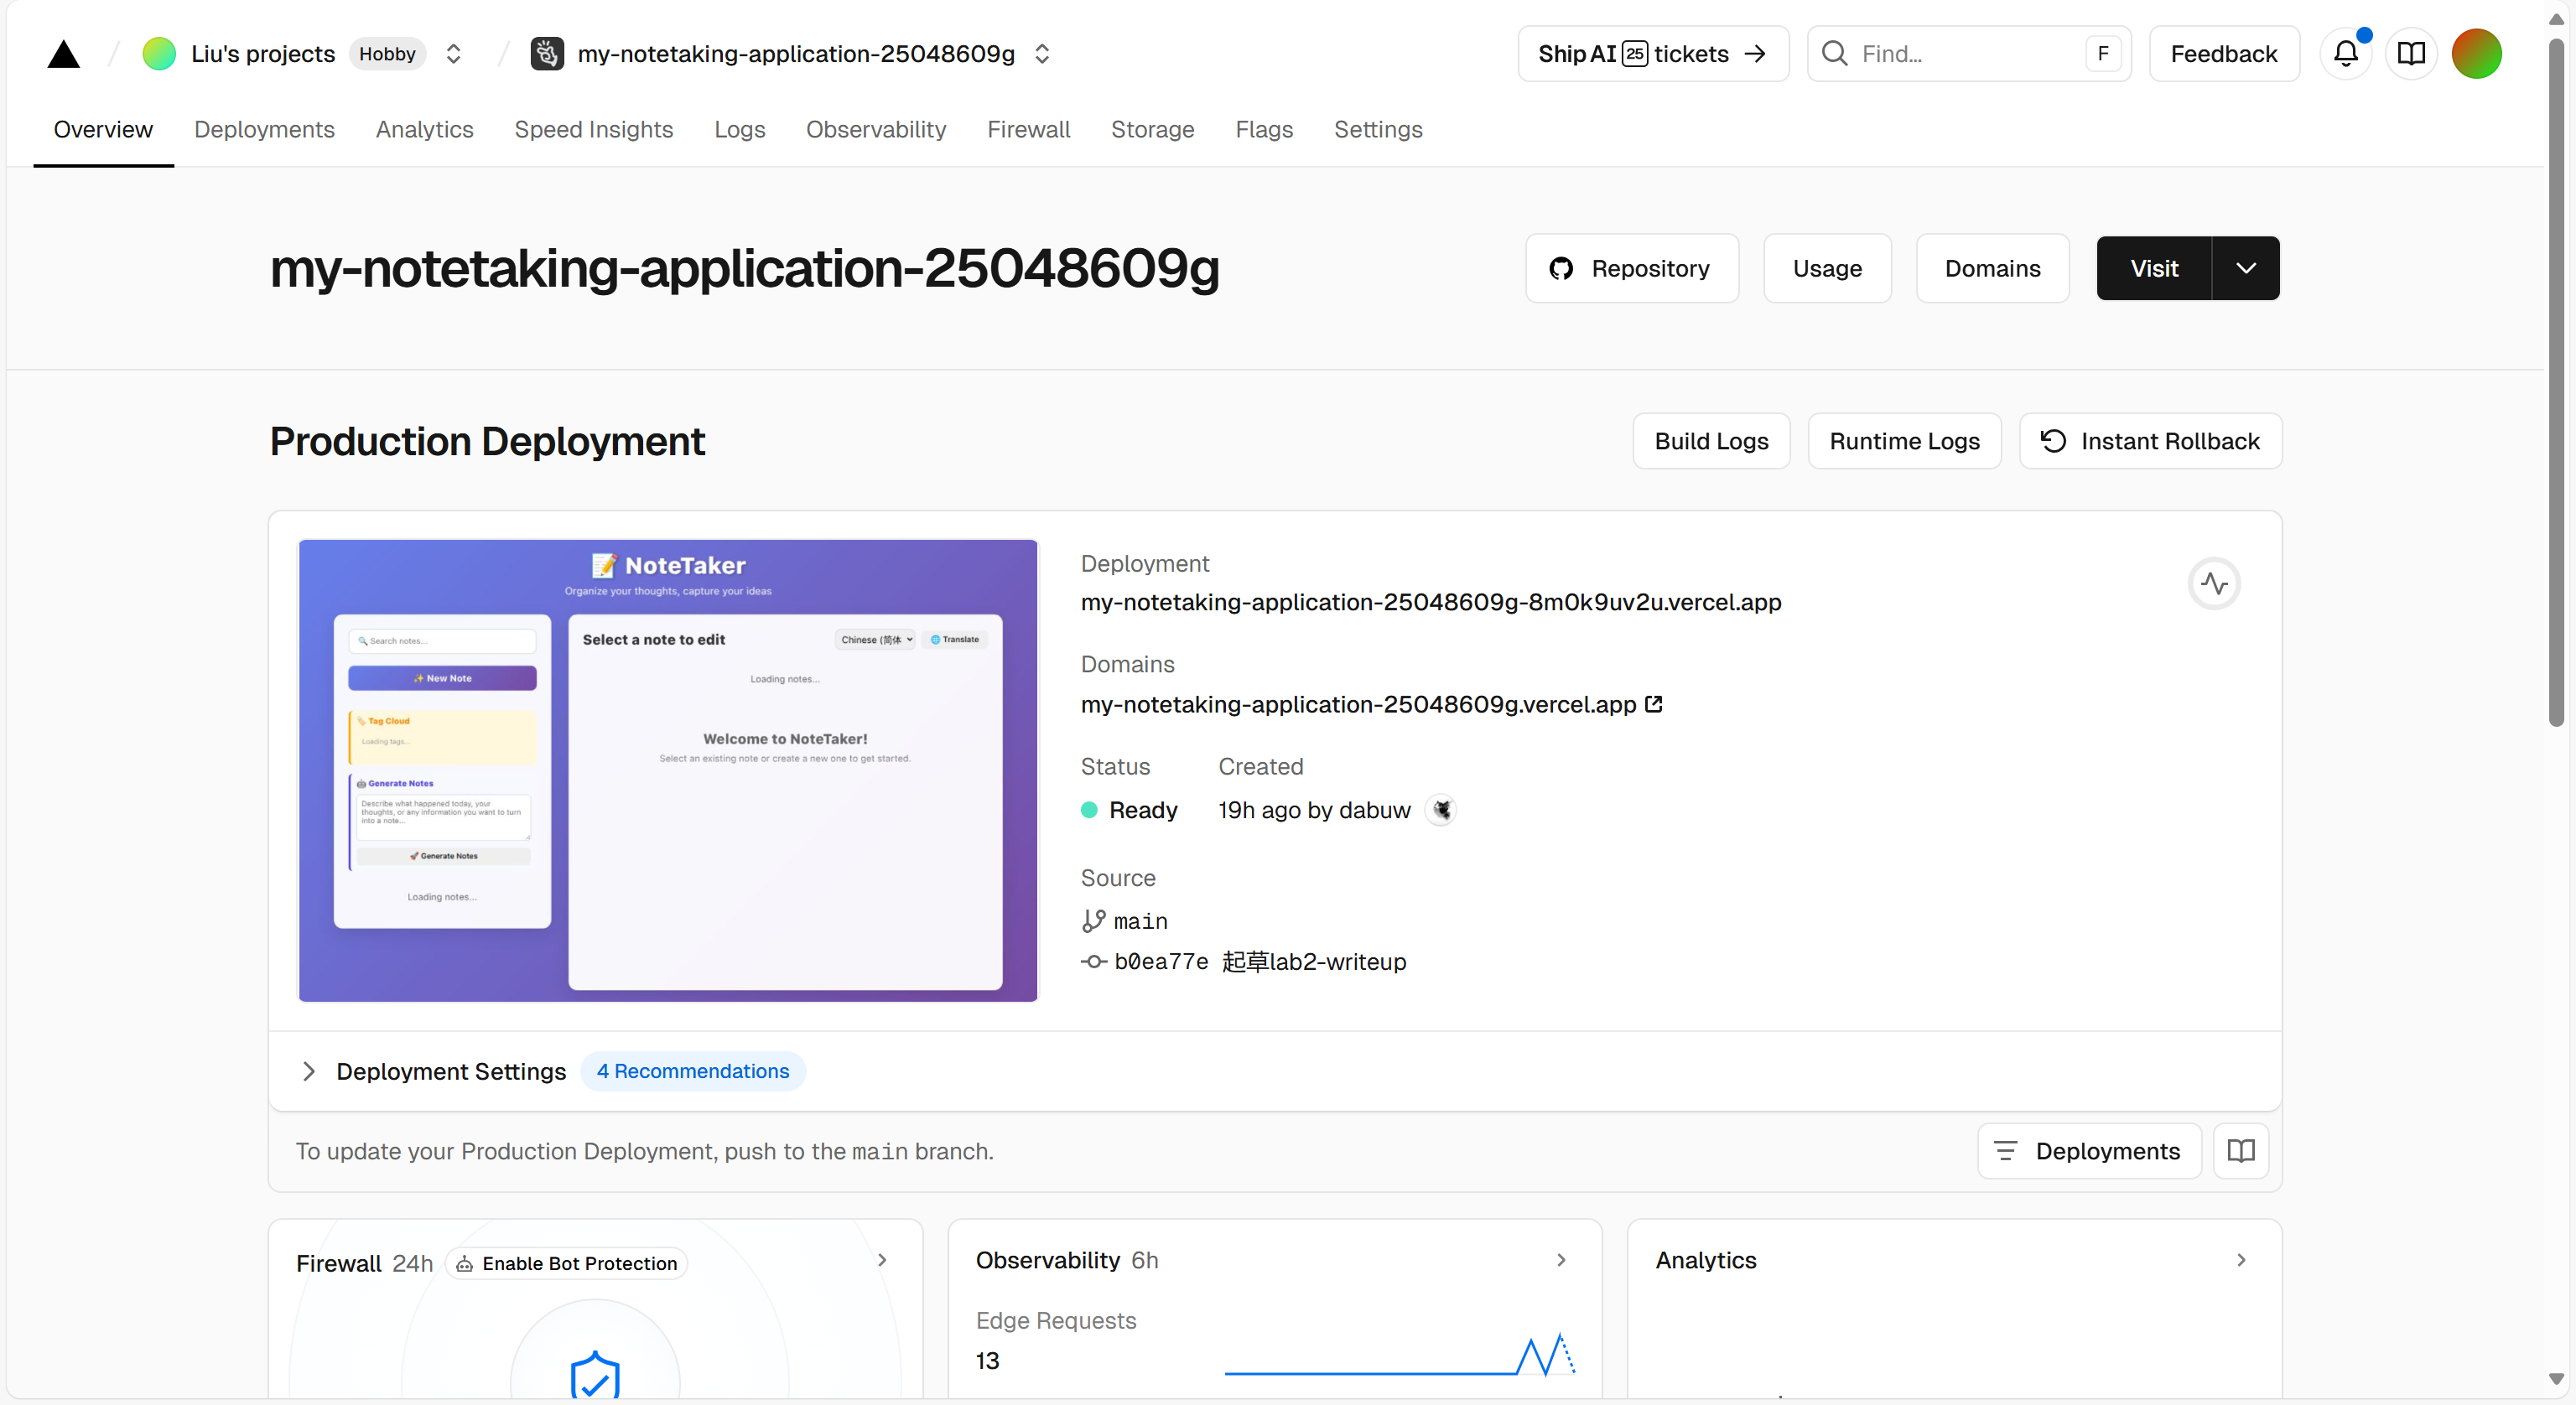 Liu's projects Hobby my-notetaking-application-25048609g Ship AI 25 tickets → Find... F Feedback
Overview Deployments Analytics Speed Insights Logs Observability Firewall Storage Flags Settings
my-notetaking-application-25048609g
Repository Usage Domains Visit
Production Deployment
Build Logs Runtime Logs Instant Rollback
📝 NoteTaker
Organize your thoughts, capture your ideas
🔍 Search notes...
✨ New Note
🏷️ Tag Cloud
Loading tags...
🤖 Generate Notes
Describe what happened today, your
thoughts, or any information you want to turn
into a note...
🚀 Generate Notes
Loading notes...
Select a note to edit
Chinese (简体
🌐 Translate
Loading notes...
Welcome to NoteTaker!
Select an existing note or create a new one to get started.
Deployment
my-notetaking-application-25048609g-8m0k9uv2u.vercel.app
Domains
my-notetaking-application-25048609g.vercel.app
Status Created
Ready 19h ago by dabuw
Source
main
b0ea77e 起草lab2-writeup
Deployment Settings 4 Recommendations
To update your Production Deployment, push to the main branch.
Deployments
Firewall 24h Enable Bot Protection
Observability 6h
Edge Requests
13
Analytics